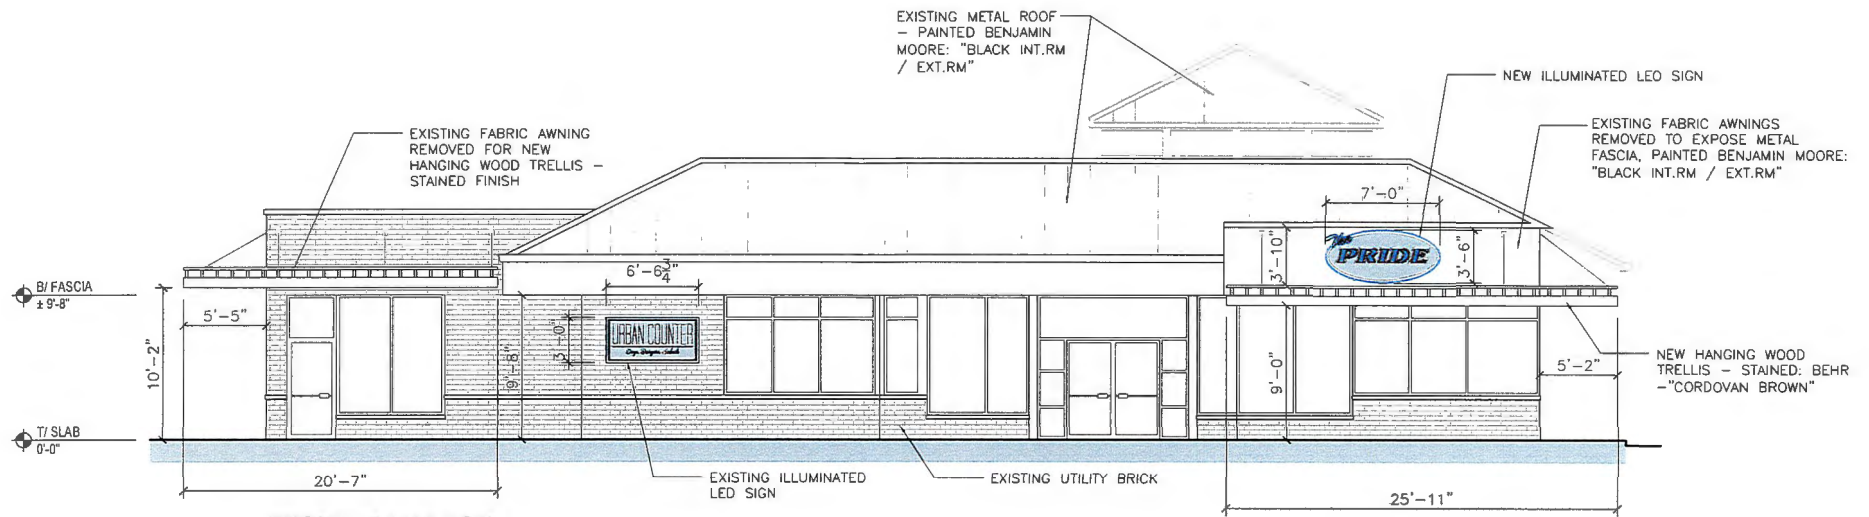 EXISTING METAL ROOF
– PAINTED BENJAMIN
MOORE: "BLACK INT.RM
/ EXT.RM"
NEW ILLUMINATED LEO SIGN
EXISTING FABRIC AWNING
REMOVED FOR NEW
HANGING WOOD TRELLIS –
STAINED FINISH
EXISTING FABRIC AWNINGS
REMOVED TO EXPOSE METAL
FASCIA, PAINTED BENJAMIN MOORE:
"BLACK INT.RM / EXT.RM"
7'-0"
The
PRIDE
3'-10"
3'-6"
6'-6 3/4"
B/ FASCIA
± 9'-8"
5'-5"
10'-2"
9'-8"
3'-0"
URBAN COUNTER
9'-0"
5'-2"
NEW HANGING WOOD
TRELLIS – STAINED: BEHR
–"CORDOVAN BROWN"
T/ SLAB
0'-0"
20'-7"
EXISTING ILLUMINATED
LED SIGN
EXISTING UTILITY BRICK
25'-11"